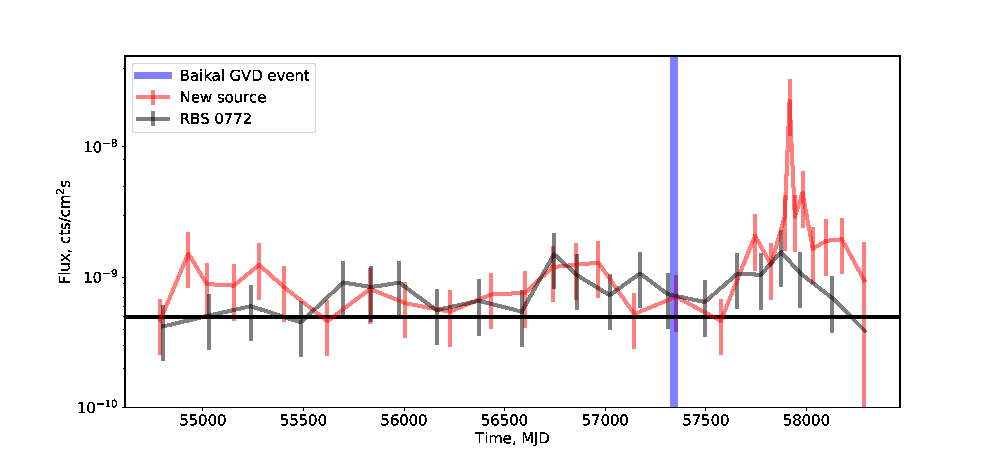 Baikal GVD event
New source
RBS 0772
10⁻⁸
10⁻⁹
10⁻¹⁰
Flux, cts/cm²s
55000 55500 56000 56500 57000 57500 58000
Time, MJD